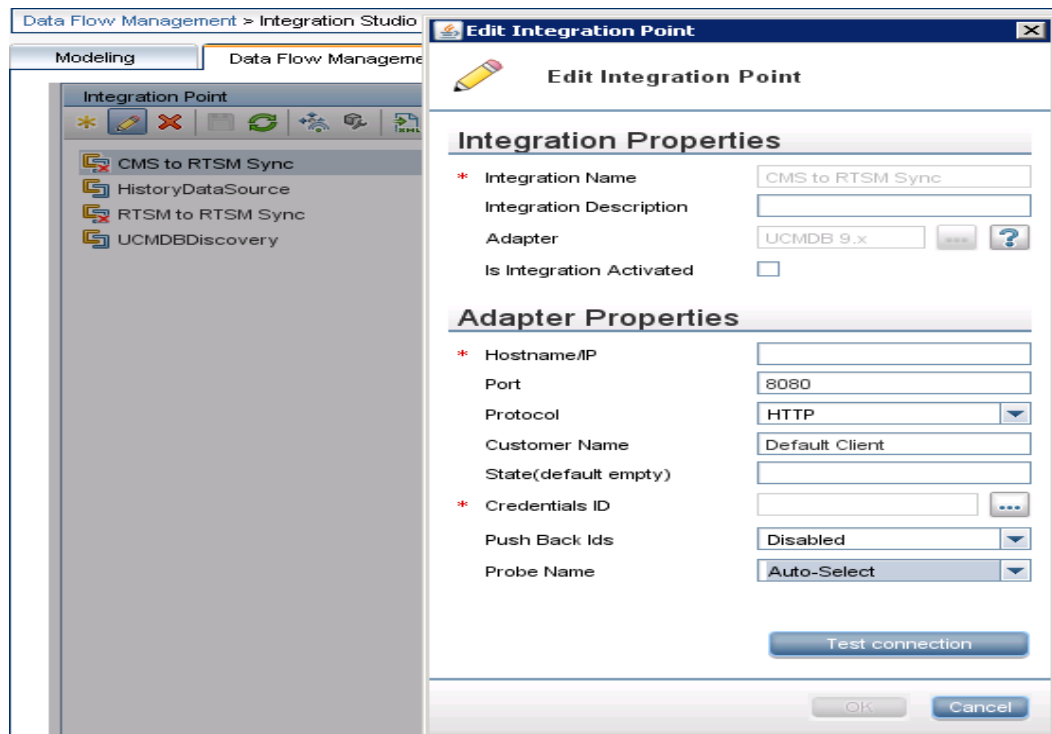 Data Flow Management > Integration Studio
Modeling
Data Flow Manageme
Integration Point
XML
CMS to RTSM Sync
HistoryDataSource
RTSM to RTSM Sync
UCMDBDiscovery
Edit Integration Point
Edit Integration Point
Integration Properties
* Integration Name CMS to RTSM Sync
Integration Description
Adapter UCMDB 9.x ... ?
Is Integration Activated
Adapter Properties
* Hostname/IP
Port 8080
Protocol HTTP
Customer Name Default Client
State(default empty)
* Credentials ID ...
Push Back Ids Disabled
Probe Name Auto-Select
Test connection
OK Cancel